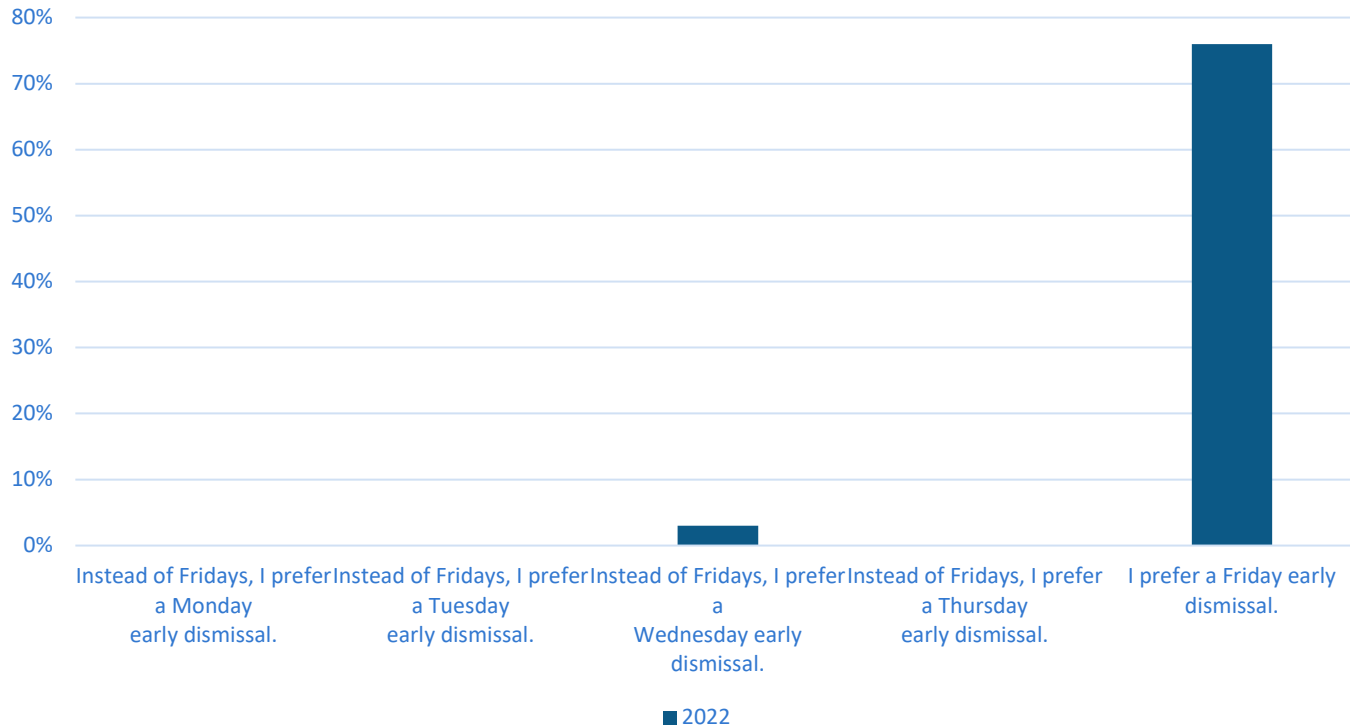 80%
70%
60%
50%
40%
30%
20%
10%
0%
Instead of Fridays, I prefer
a Monday
early dismissal.
Instead of Fridays, I prefer
a Tuesday
early dismissal.
Instead of Fridays, I prefer
a
Wednesday early
dismissal.
Instead of Fridays, I prefer
a Thursday
early dismissal.
I prefer a Friday early
dismissal.
2022